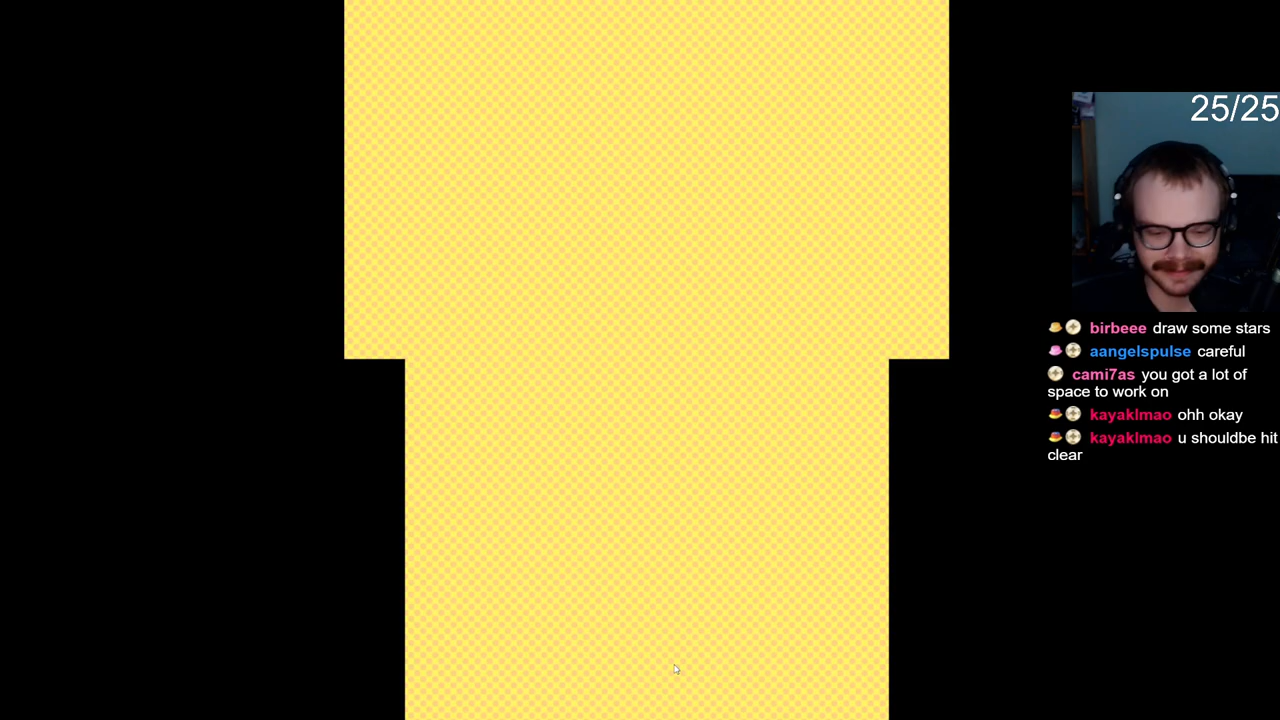 25/25
birbeee draw some stars
aangelspulse careful
cami7as you got a lot of
space to work on
kayaklmao ohh okay
kayaklmao u shouldbe hit
clear